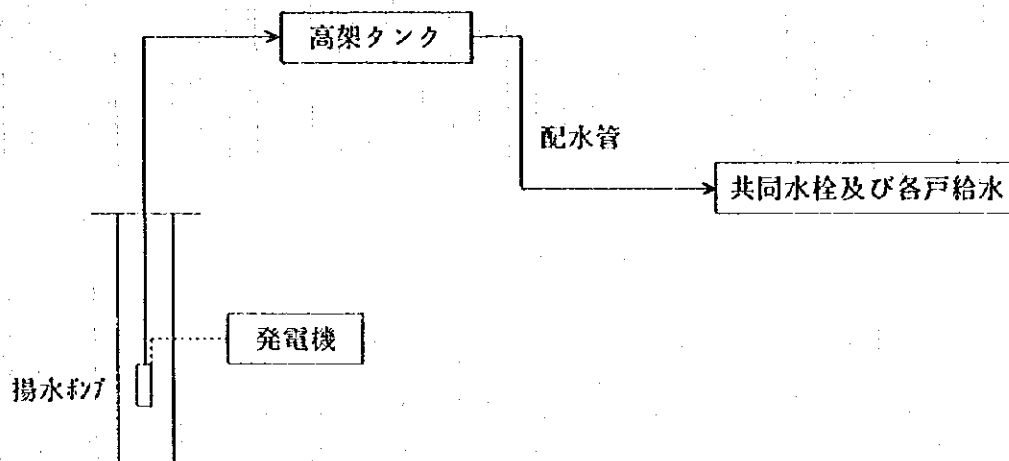 高架タンク
配水管
共同水栓及び各戸給水
発電機
揚水ポンプ